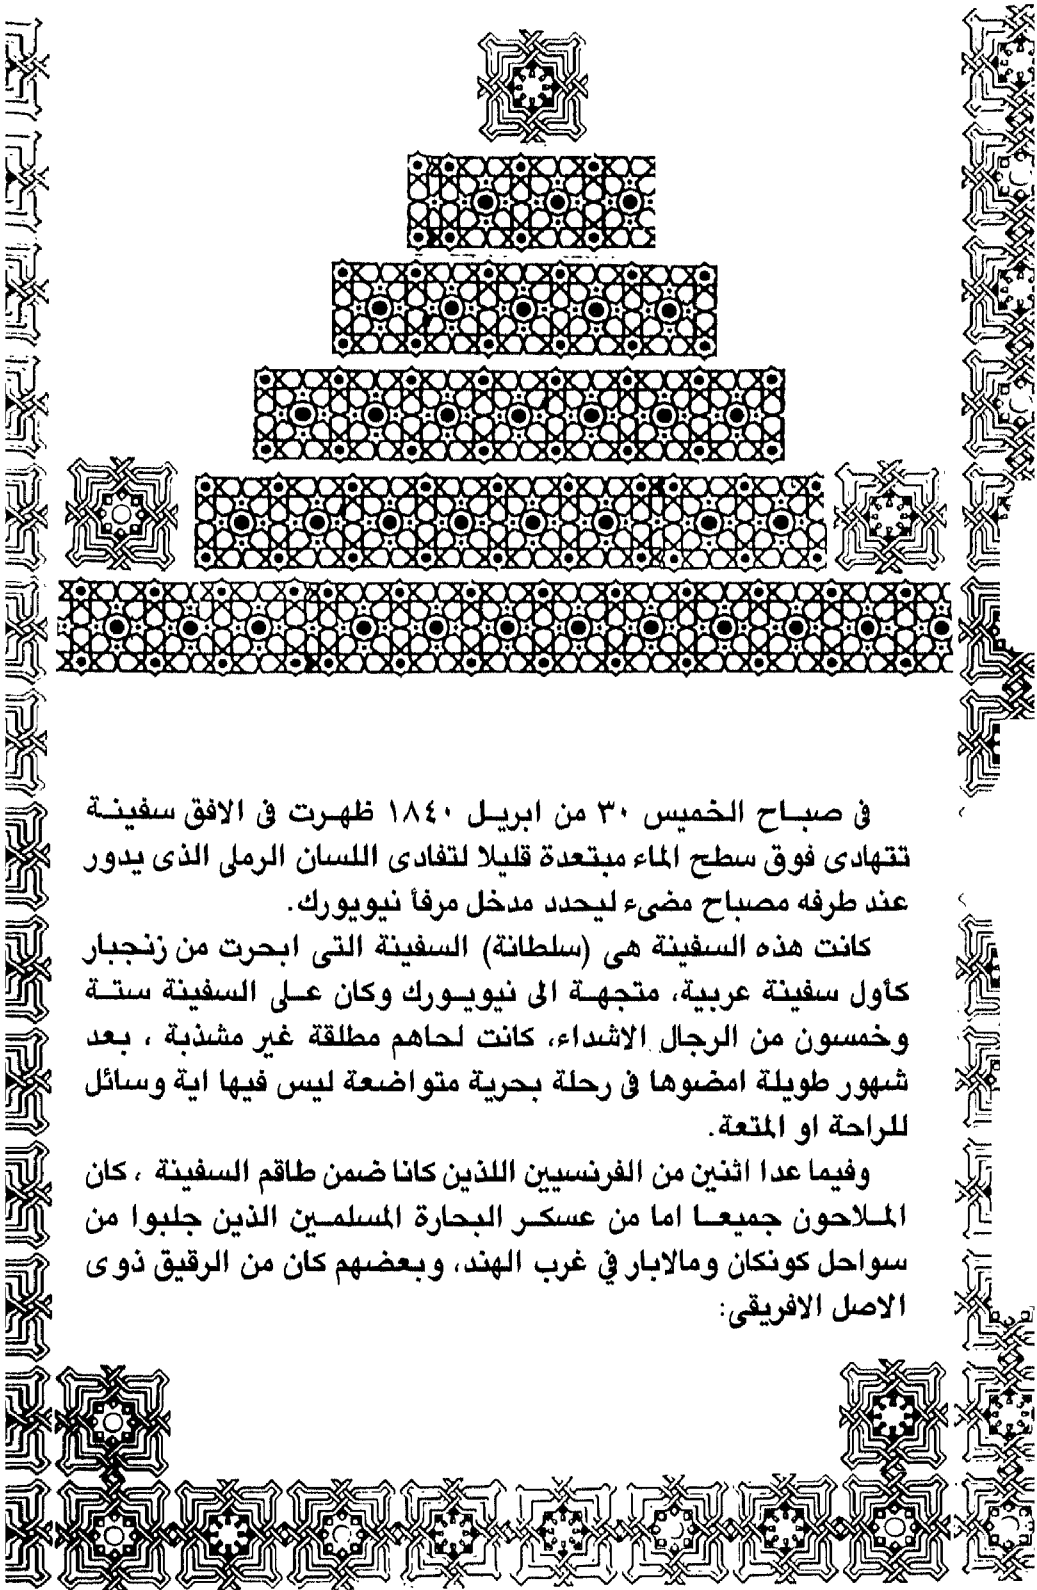 فى صباح الخميس ٣٠ من ابريل ١٨٤٠ ظهرت فى الافق سفينة
تتهادى فوق سطح الماء مبتعدة قليلا لتفادى اللسان الرملى الذى يدور
عند طرفه مصباح مضىء ليحدد مدخل مرفأ نيويورك.
كانت هذه السفينة هى (سلطانة) السفينة التى ابحرت من زنجبار
كأول سفينة عربية، متجهة الى نيويورك وكان على السفينة ستة
وخمسون من الرجال الاشداء، كانت لحاهم مطلقة غير مشذبة ، بعد
شهور طويلة امضوها فى رحلة بحرية متواضعة ليس فيها اية وسائل
للراحة او المتعة.
وفيما عدا اثنين من الفرنسيين اللذين كانا ضمن طاقم السفينة ، كان
الملاحون جميعا اما من عسكر البحارة المسلمين الذين جلبوا من
سواحل كونكان ومالابار في غرب الهند، وبعضهم كان من الرقيق ذوى
الاصل الافريقى: